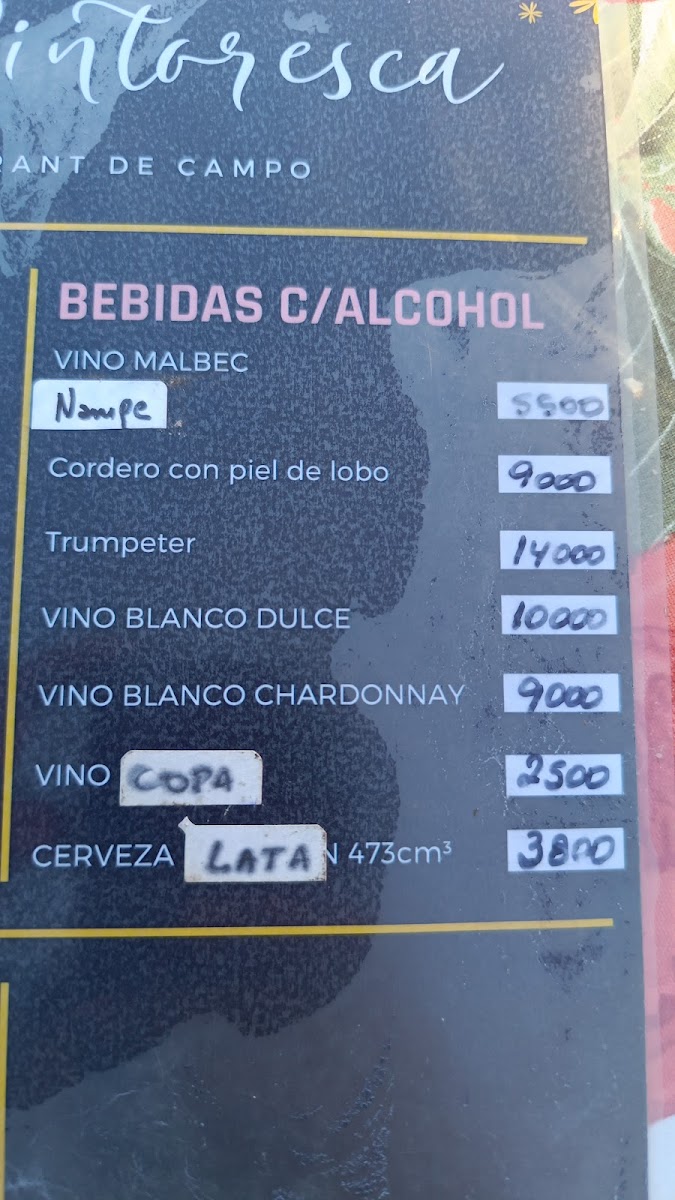 intoresca
RANT DE CAMPO
BEBIDAS C/ALCOHOL
VINO MALBEC
Nampe 5500
Cordero con piel de lobo 9000
Trumpeter 14000
VINO BLANCO DULCE 10000
VINO BLANCO CHARDONNAY 9000
VINO COPA 2500
CERVEZA LATA N 473cm³ 3800